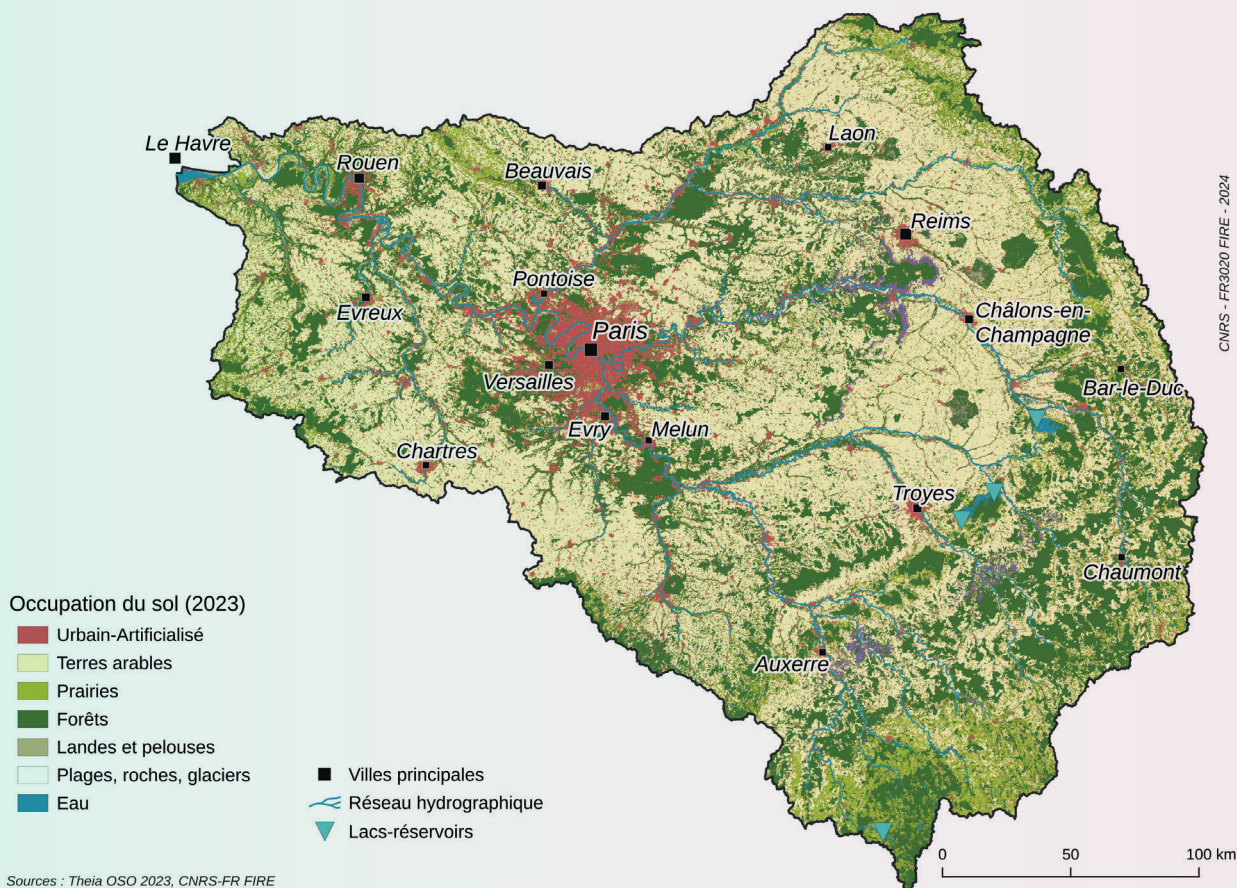 Le Havre
Rouen
Beauvais
Laon
Reims
Pontoise
Evreux
Paris
Châlons-en-
Champagne
Versailles
Bar-le-Duc
Evry
Melun
Chartres
Troyes
Chaumont
Auxerre
CNRS - FR3020 FIRE - 2024
Occupation du sol (2023)
Urbain-Artificialisé
Terres arables
Prairies
Forêts
Landes et pelouses
Plages, roches, glaciers
Eau
Villes principales
Réseau hydrographique
Lacs-réservoirs
0 50 100 km
Sources : Theia OSO 2023, CNRS-FR FIRE